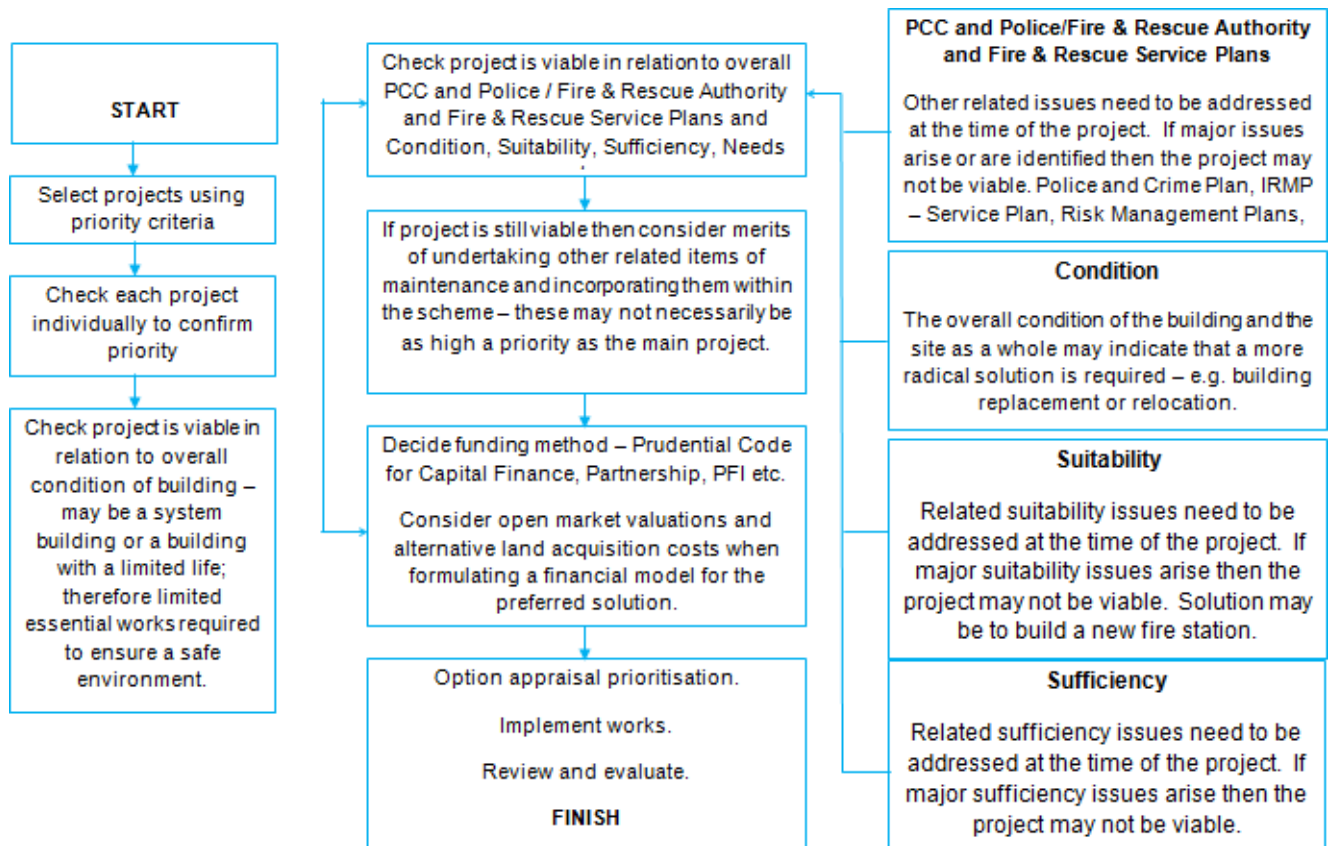 START
Select projects using
priority criteria
Check each project
individually to confirm
priority
Check project is viable in
relation to overall
condition of building –
may be a system
building or a building
with a limited life;
therefore limited
essential works required
to ensure a safe
environment.
Check project is viable in relation to overall
PCC and Police / Fire & Rescue Authority
and Fire & Rescue Service Plans and
Condition, Suitability, Sufficiency, Needs
If project is still viable then consider merits
of undertaking other related items of
maintenance and incorporating them within
the scheme – these may not necessarily be
as high a priority as the main project.
Decide funding method – Prudential Code
for Capital Finance, Partnership, PFI etc.
Consider open market valuations and
alternative land acquisition costs when
formulating a financial model for the
preferred solution.
Option appraisal prioritisation.
Implement works.
Review and evaluate.
FINISH
PCC and Police/Fire & Rescue Authority
and Fire & Rescue Service Plans
Other related issues need to be addressed
at the time of the project. If major issues
arise or are identified then the project may
not be viable. Police and Crime Plan, IRMP
– Service Plan, Risk Management Plans,
Condition
The overall condition of the building and the
site as a whole may indicate that a more
radical solution is required – e.g. building
replacement or relocation.
Suitability
Related suitability issues need to be
addressed at the time of the project. If
major suitability issues arise then the
project may not be viable. Solution may
be to build a new fire station.
Sufficiency
Related sufficiency issues need to be
addressed at the time of the project. If
major sufficiency issues arise then the
project may not be viable.